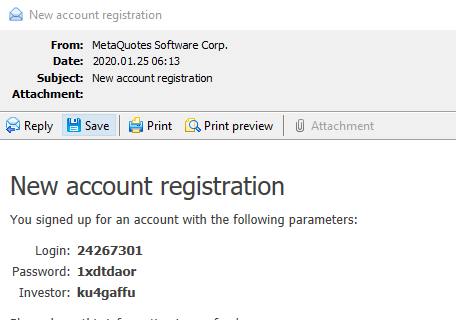 New account registration
From: MetaQuotes Software Corp.
Date: 2020.01.25 06:13
Subject: New account registration
Attachment:
Reply Save Print Print preview Attachment
New account registration
You signed up for an account with the following parameters:
Login: 24267301
Password: 1xdtdaor
Investor: ku4gaffu